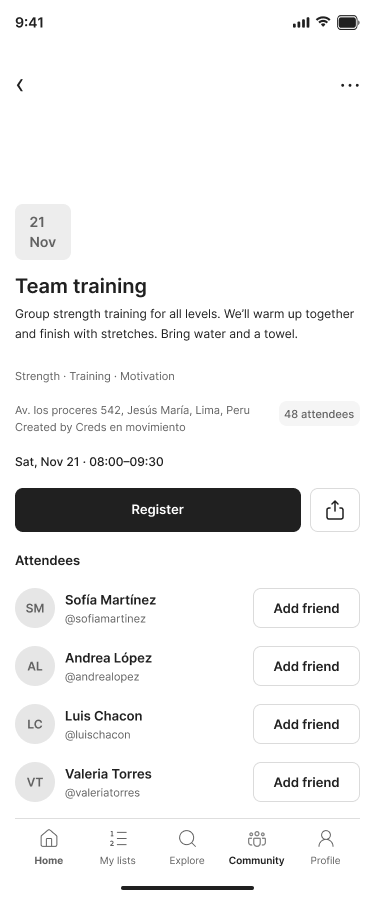 9:41
21
Nov
Team training
Group strength training for all levels. We'll warm up together
and finish with stretches. Bring water and a towel.
Strength · Training · Motivation
Av. los proceres 542, Jesús María, Lima, Peru
Created by Creds en movimiento
48 attendees
Sat, Nov 21 · 08:00–09:30
Register
Attendees
SM
Sofía Martínez
@sofiamartinez
Add friend
AL
Andrea López
@andrealopez
Add friend
LC
Luis Chacon
@luischacon
Add friend
VT
Valeria Torres
@valeriatorres
Add friend
Home
My lists
Explore
Community
Profile